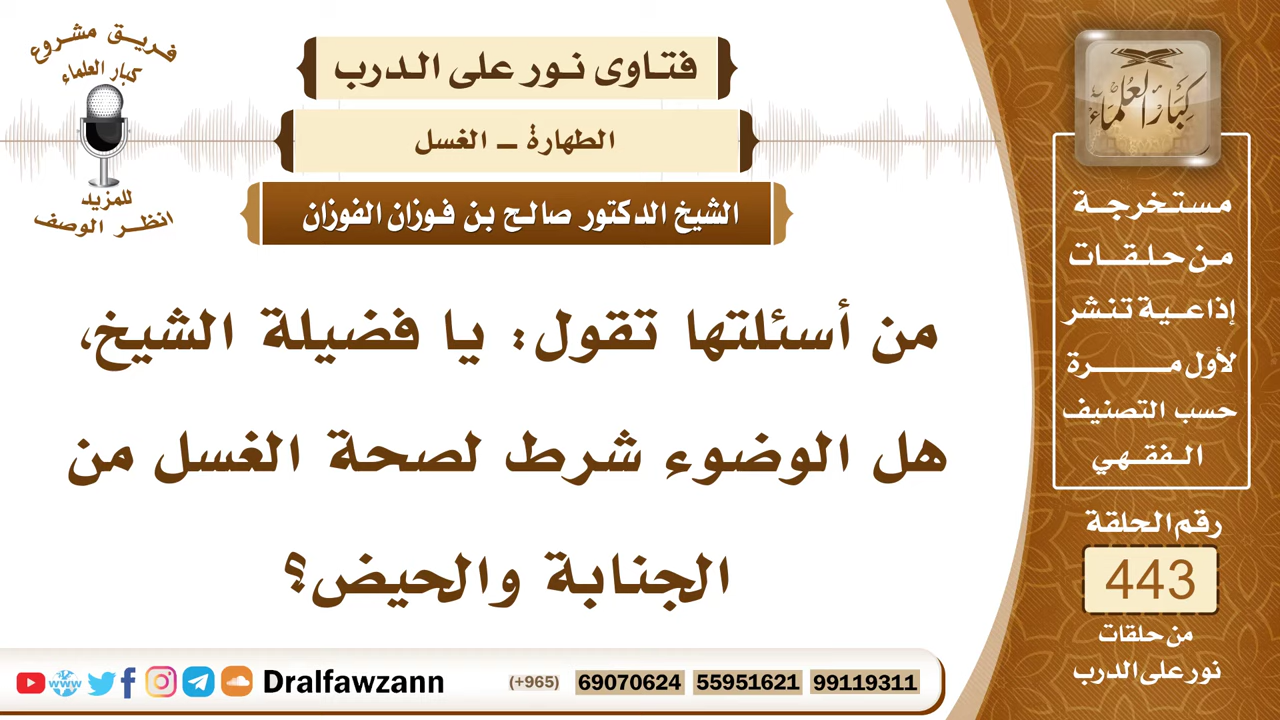 فريق مشروع
كبار العلماء
للمزيد
انظر الوصف
فتاوى نور على الدرب
الطهارة ــ الغسل
الشيخ الدكتور صالح بن فوزان الفوزان
من أسئلتها تقول: يا فضيلة الشيخ،
هل الوضوء شرط لصحة الغسل من
الجنابة والحيض؟
كبار العلماء
مستخرجة
من حلقات
إذاعية تنشر
لأول مرة
حسب التصنيف
الفقهي
رقم الحلقة
443
من حلقات
نور على الدرب
www Dralfawzann (+965) 69070624 55951621 99119311